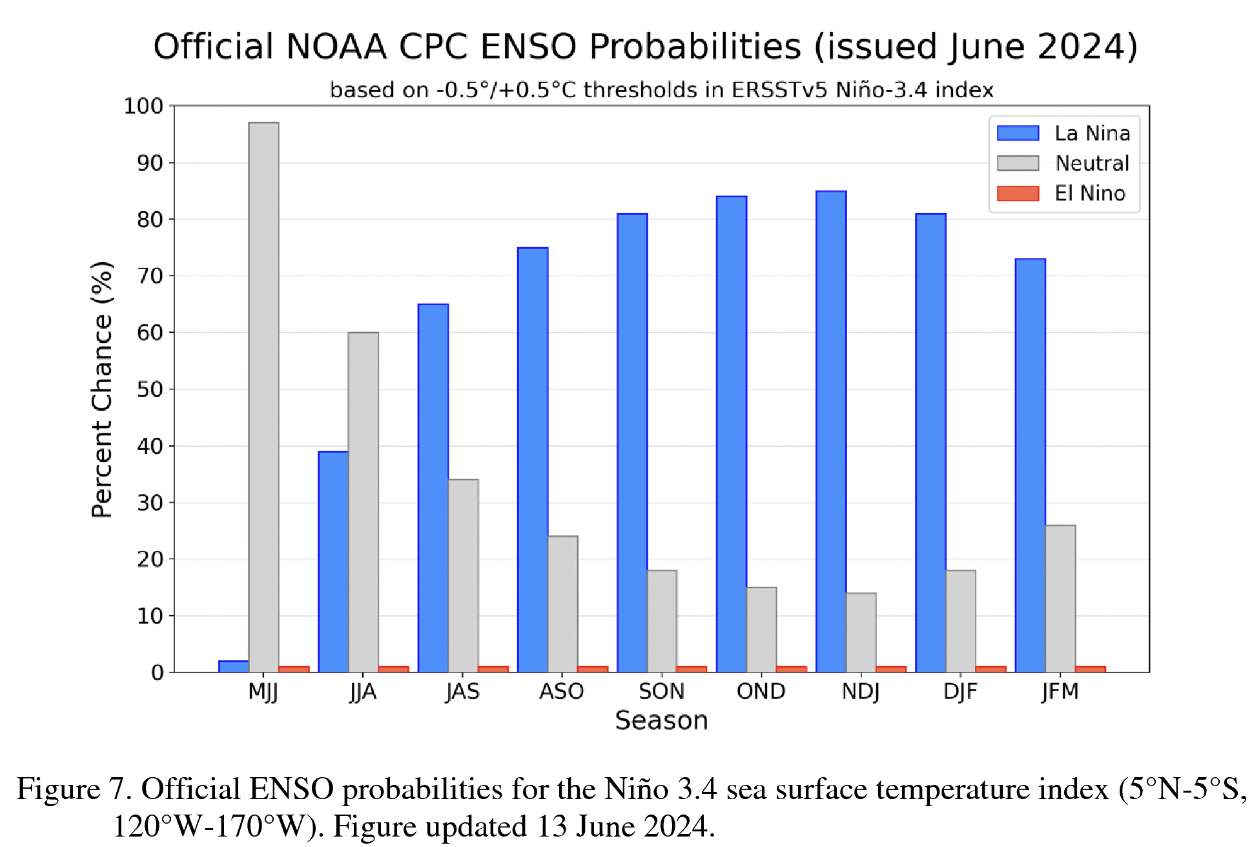 Official NOAA CPC ENSO Probabilities (issued June 2024)
based on -0.5°/+0.5°C thresholds in ERSSTv5 Niño-3.4 index
100
90
80
70
60
50
40
30
20
10
0
Percent Chance (%)
La Nina
Neutral
El Nino
MJJ JJA JAS ASO SON OND NDJ DJF JFM
Season
Figure 7. Official ENSO probabilities for the Niño 3.4 sea surface temperature index (5°N-5°S,
120°W-170°W). Figure updated 13 June 2024.